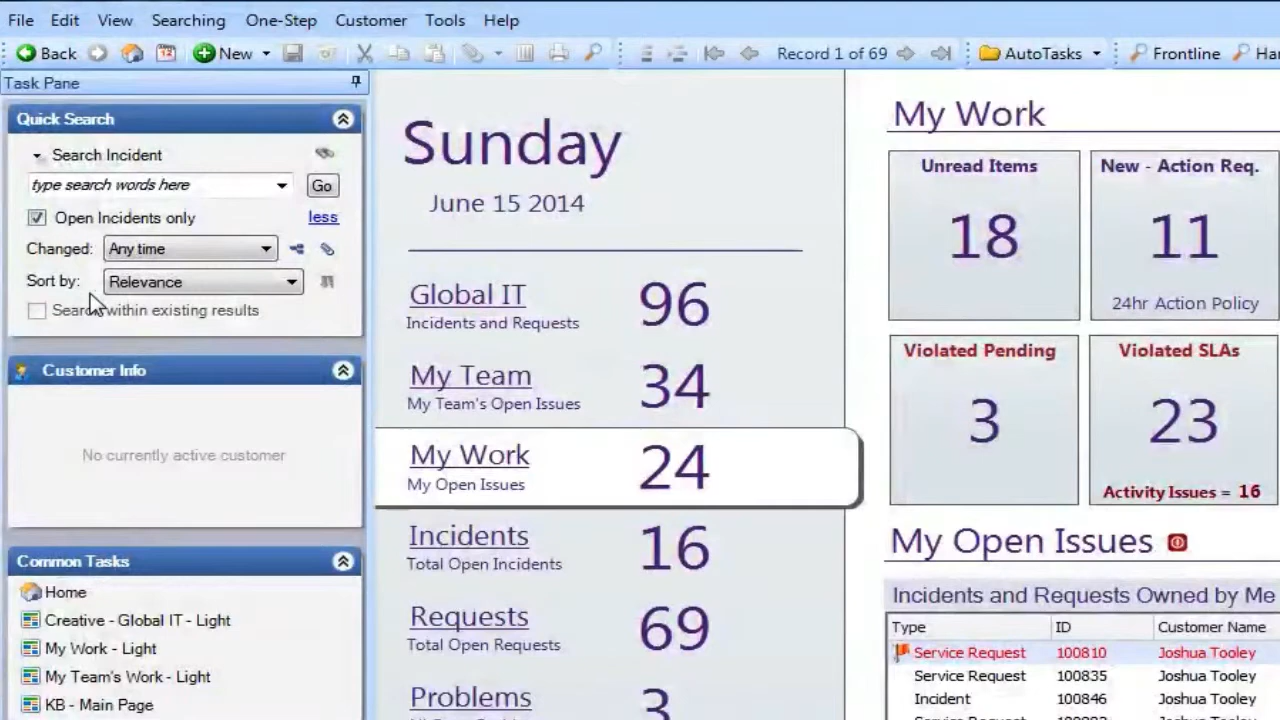 File Edit View Searching One-Step Customer Tools Help
Back New Record 1 of 69 AutoTasks Frontline
Task Pane
Quick Search
Search Incident
type search words here Go
Open Incidents only less
Changed: Any time
Sort by: Relevance
Search within existing results
Customer Info
No currently active customer
Common Tasks
Home
Creative - Global IT - Light
My Work - Light
My Team's Work - Light
KB - Main Page
Sunday
June 15 2014
Global IT 96
Incidents and Requests
My Team 34
My Team's Open Issues
My Work 24
My Open Issues
Incidents 16
Total Open Incidents
Requests 69
Total Open Requests
Problems 3
My Work
Unread Items
18
New - Action Req.
11
24hr Action Policy
Violated Pending
3
Violated SLAs
23
Activity Issues = 16
My Open Issues
Incidents and Requests Owned by Me
Type ID Customer Name
Service Request 100810 Joshua Tooley
Service Request 100835 Joshua Tooley
Incident 100846 Joshua Tooley